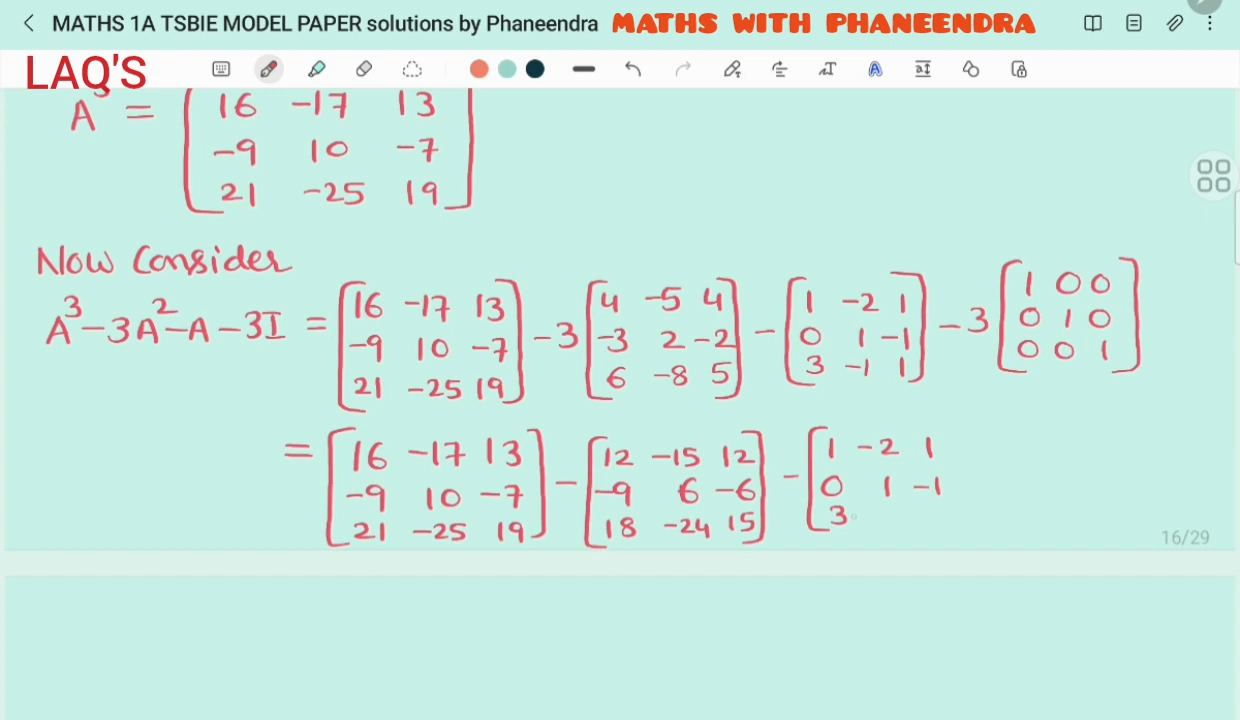 MATHS 1A TSBIE MODEL PAPER solutions by Phaneendra MATHS WITH PHANEENDRA
LAQ'S
A³ = [16 -17 13
-9 10 -7
21 -25 19]
Now Consider
A³-3A²-A-3I = [16 -17 13; -9 10 -7; 21 -25 19] -3 [4 -5 4; -3 2 -2; 6 -8 5] - [1 -2 1; 0 1 -1; 3 -1 1] -3 [1 0 0; 0 1 0; 0 0 1]
= [16 -17 13; -9 10 -7; 21 -25 19] - [12 -15 12; -9 6 -6; 18 -24 15] - [1 -2 1; 0 1 -1; 3
16/29